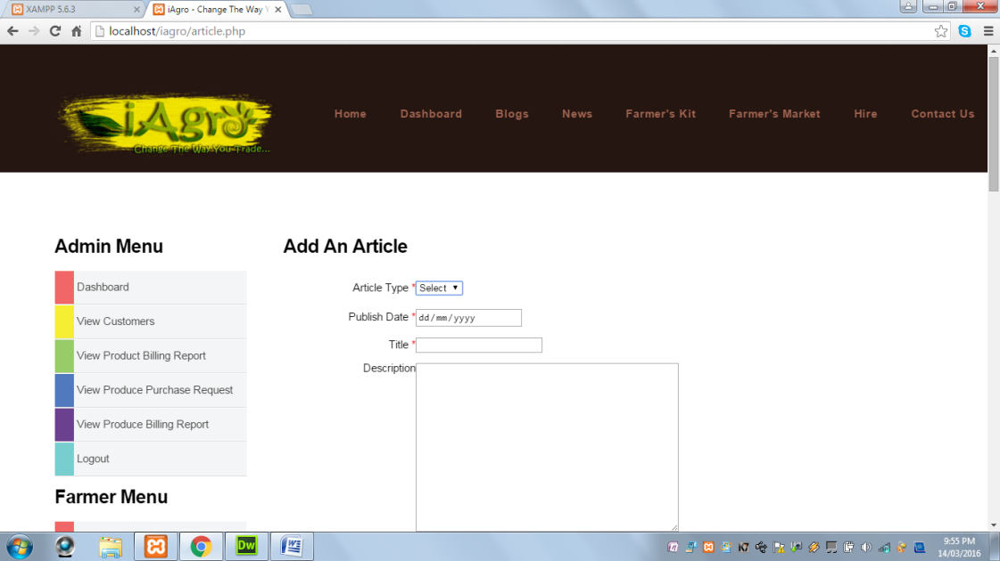 XAMPP 5.6.3
iAgro - Change The Way Y
localhost/iagro/article.php
iAgro
Change The Way You Trade...
Home Dashboard Blogs News Farmer's Kit Farmer's Market Hire Contact Us
Admin Menu
Dashboard
View Customers
View Product Billing Report
View Produce Purchase Request
View Produce Billing Report
Logout
Farmer Menu
Add An Article
Article Type * Select
Publish Date * dd/mm/yyyy
Title *
Description
Dw
9:55 PM
14/03/2016